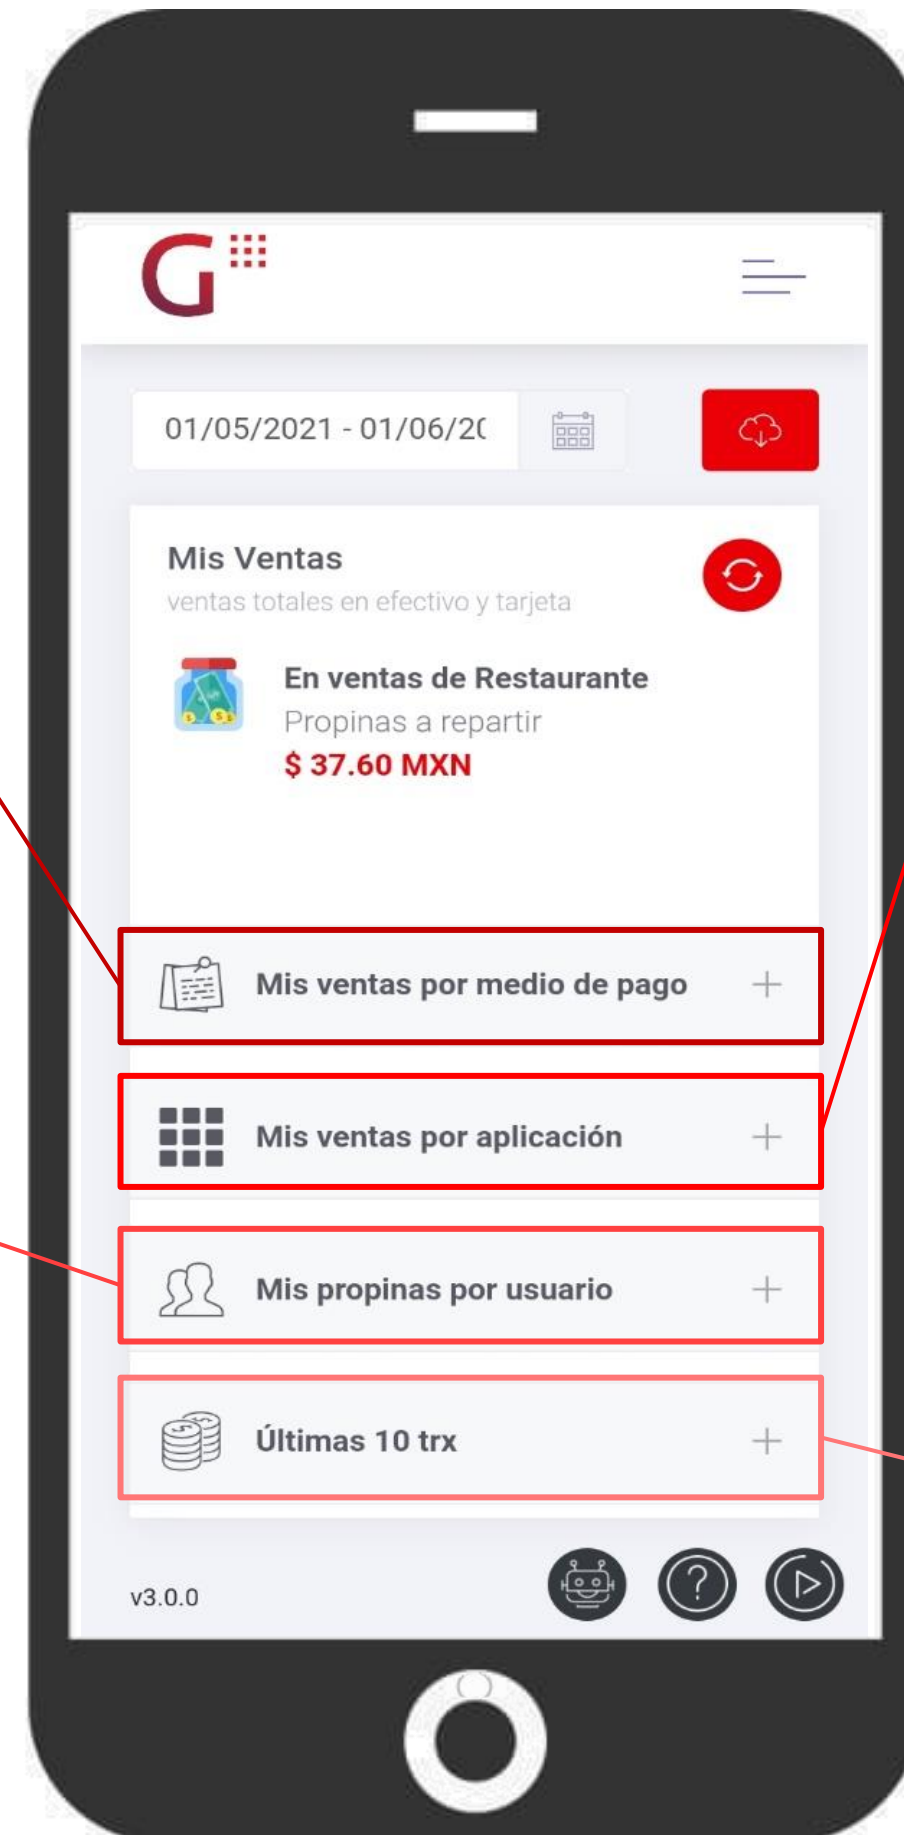 G
01/05/2021 - 01/06/20
Mis Ventas
ventas totales en efectivo y tarjeta
En ventas de Restaurante
Propinas a repartir
$ 37.60 MXN
Mis ventas por medio de pago
Mis ventas por aplicación
Mis propinas por usuario
Últimas 10 trx
v3.0.0